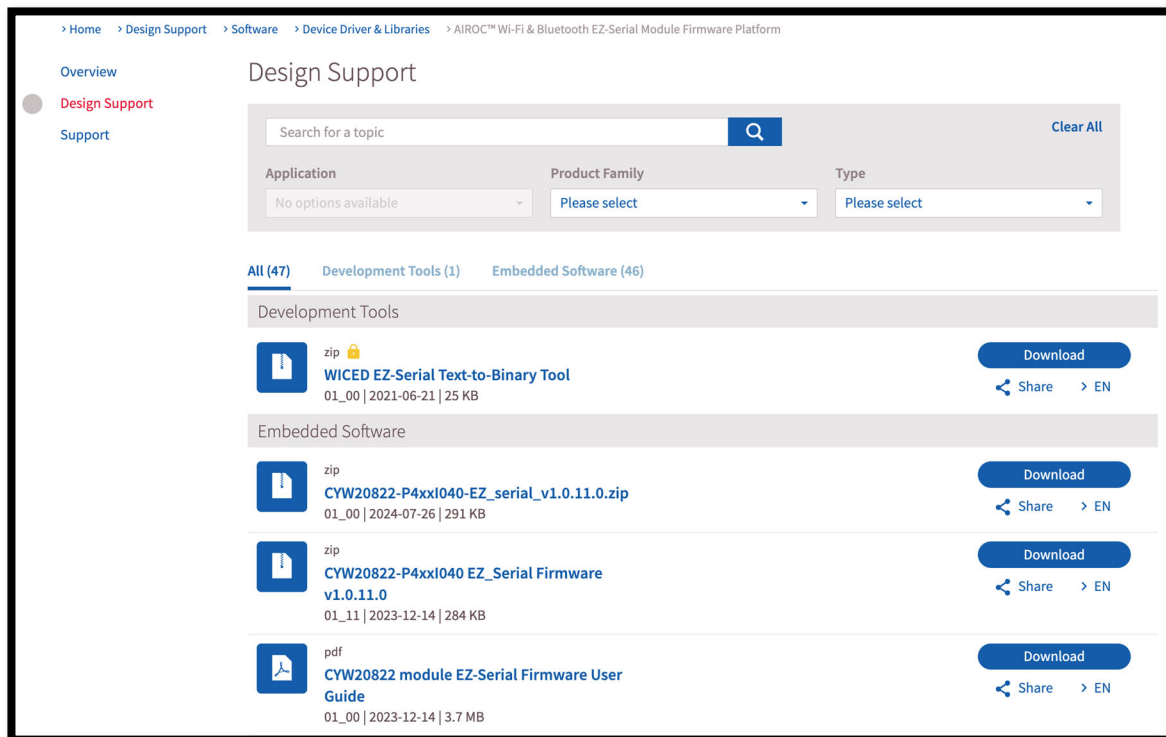 > Home > Design Support > Software > Device Driver & Libraries > AIROC™ Wi-Fi & Bluetooth EZ-Serial Module Firmware Platform
Overview
Design Support
Support
Design Support
Search for a topic
Clear All
Application Product Family Type
No options available Please select Please select
All (47) Development Tools (1) Embedded Software (46)
Development Tools
zip
WICED EZ-Serial Text-to-Binary Tool
01_00 | 2021-06-21 | 25 KB
Download
Share > EN
Embedded Software
zip
CYW20822-P4xxI040-EZ_serial_v1.0.11.0.zip
01_00 | 2024-07-26 | 291 KB
Download
Share > EN
zip
CYW20822-P4xxI040 EZ_Serial Firmware
v1.0.11.0
01_11 | 2023-12-14 | 284 KB
Download
Share > EN
pdf
CYW20822 module EZ-Serial Firmware User
Guide
01_00 | 2023-12-14 | 3.7 MB
Download
Share > EN